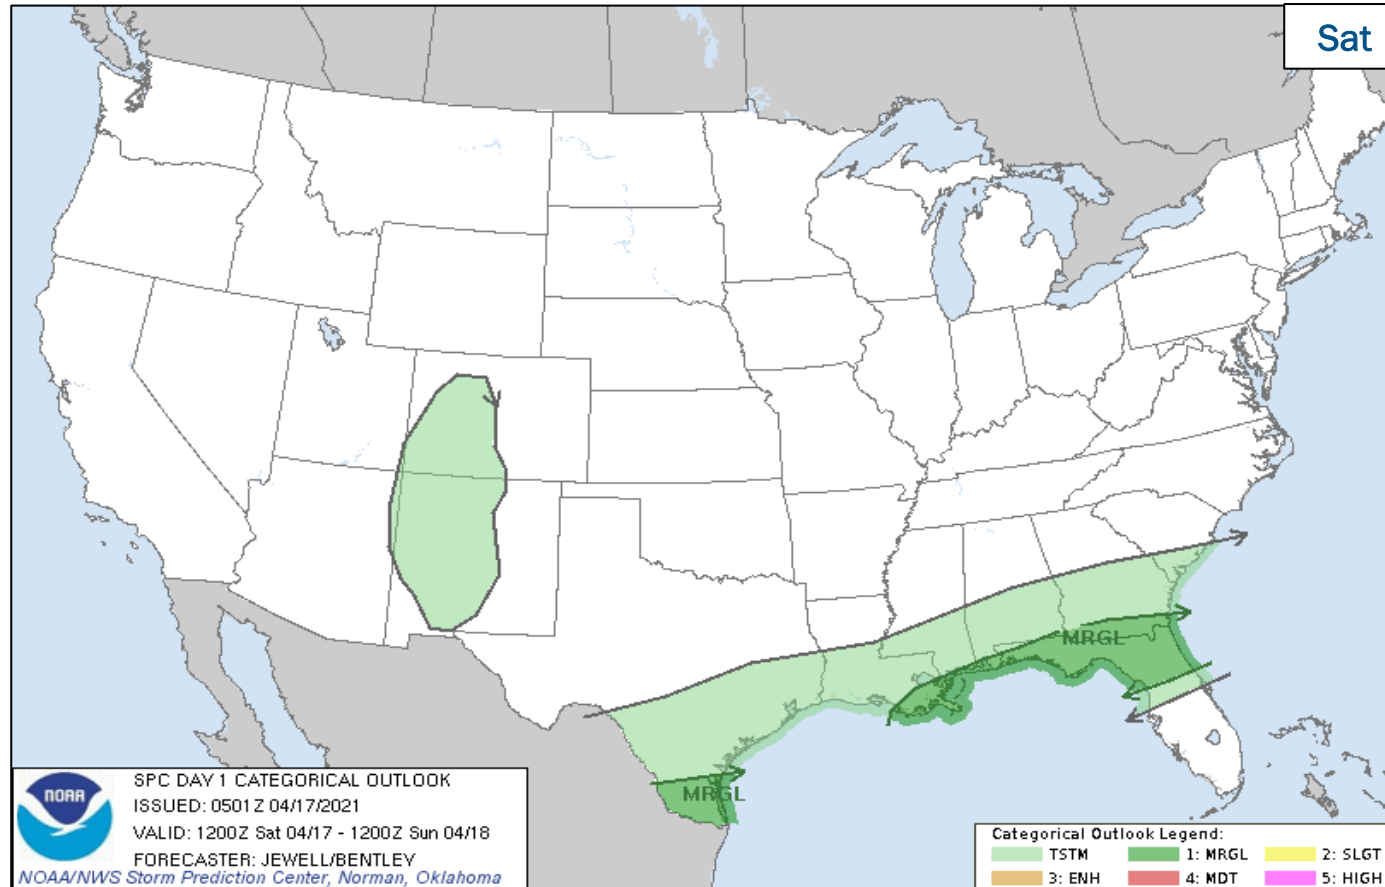 Sat
MRGL
MRGL
NOAA
SPC DAY 1 CATEGORICAL OUTLOOK
ISSUED: 0501Z 04/17/2021
VALID: 1200Z Sat 04/17 - 1200Z Sun 04/18
FORECASTER: JEWELL/BENTLEY
NOAA/NWS Storm Prediction Center, Norman, Oklahoma
Categorical Outlook Legend:
TSTM 1: MRGL 2: SLGT
3: ENH 4: MDT 5: HIGH